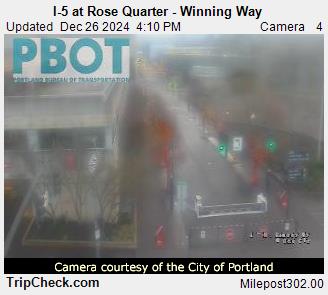 I-5 at Rose Quarter - Winning Way
Updated Dec 26 2024 4:10 PM Camera 4
PBOT
PORTLAND BUREAU OF TRANSPORTATION
Camera courtesy of the City of Portland
TripCheck.com Milepost302.00